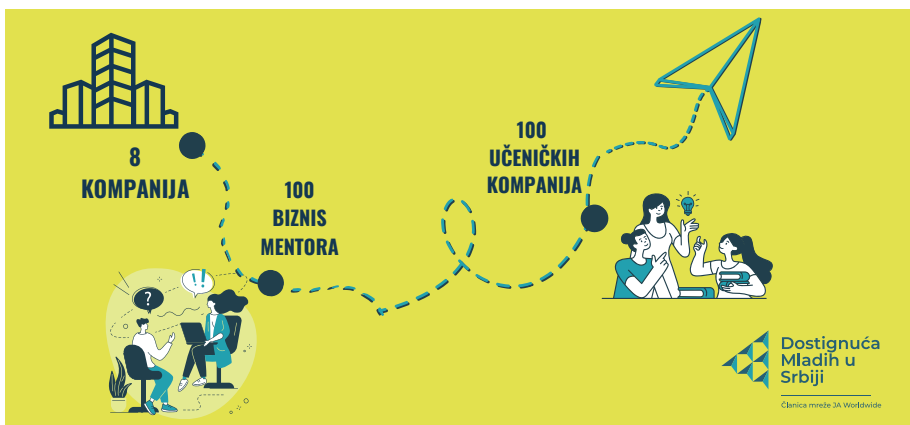 8
KOMPANIJA
100
BIZNIS
MENTORA
?
!!
100
UČENIČKIH
KOMPANIJA
Dostignuća
Mladih u
Srbiji
Članica mreže JA Worldwide